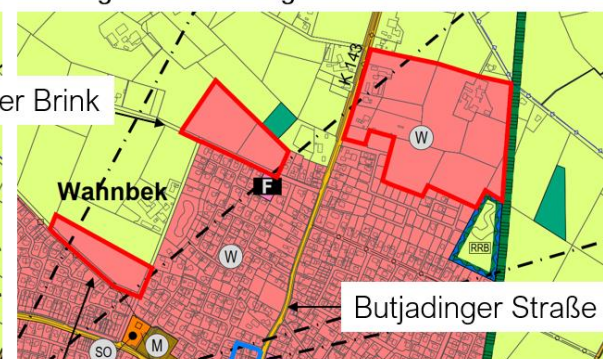 K 143
er Brink
W
F
Wahnbek
W
RRB
Butjadinger Straße
SO
M